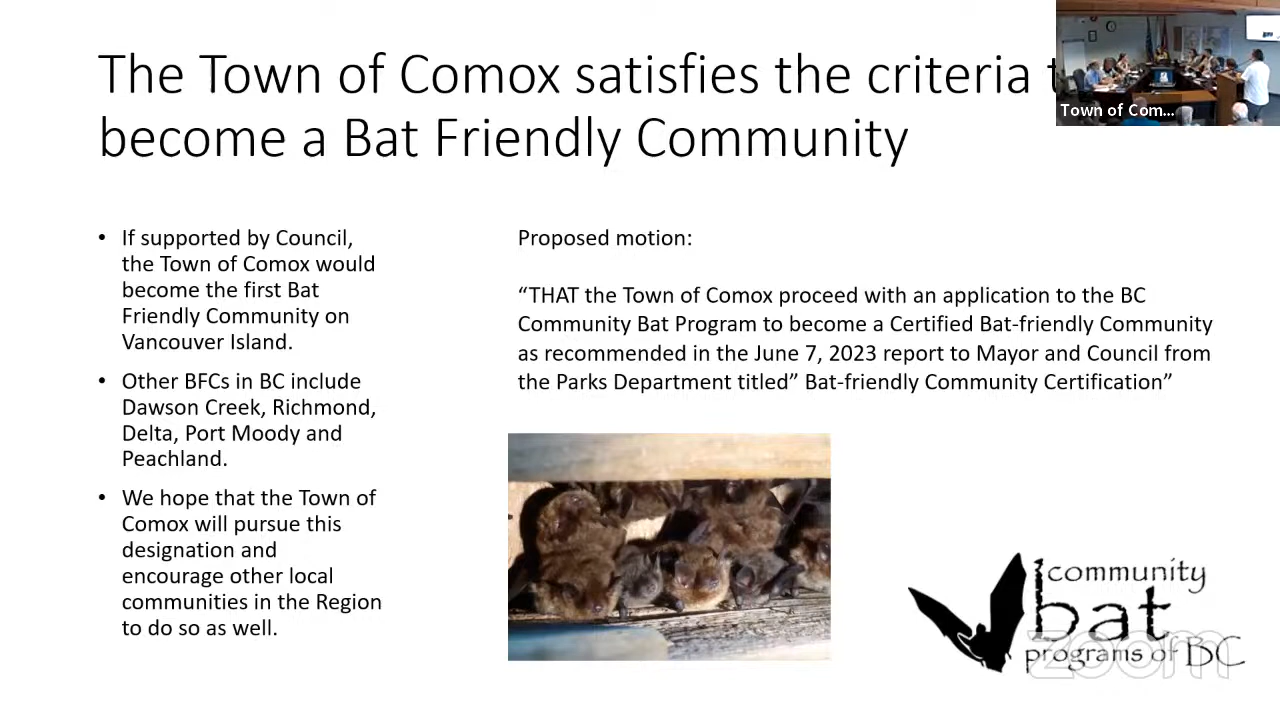 The Town of Comox satisfies the criteria
become a Bat Friendly Community
Town of Com...
• If supported by Council,
the Town of Comox would
become the first Bat
Friendly Community on
Vancouver Island.
• Other BFCs in BC include
Dawson Creek, Richmond,
Delta, Port Moody and
Peachland.
• We hope that the Town of
Comox will pursue this
designation and
encourage other local
communities in the Region
to do so as well.
Proposed motion:
“THAT the Town of Comox proceed with an application to the BC
Community Bat Program to become a Certified Bat-friendly Community
as recommended in the June 7, 2023 report to Mayor and Council from
the Parks Department titled” Bat-friendly Community Certification”
community
bat
programs of BC
zoom